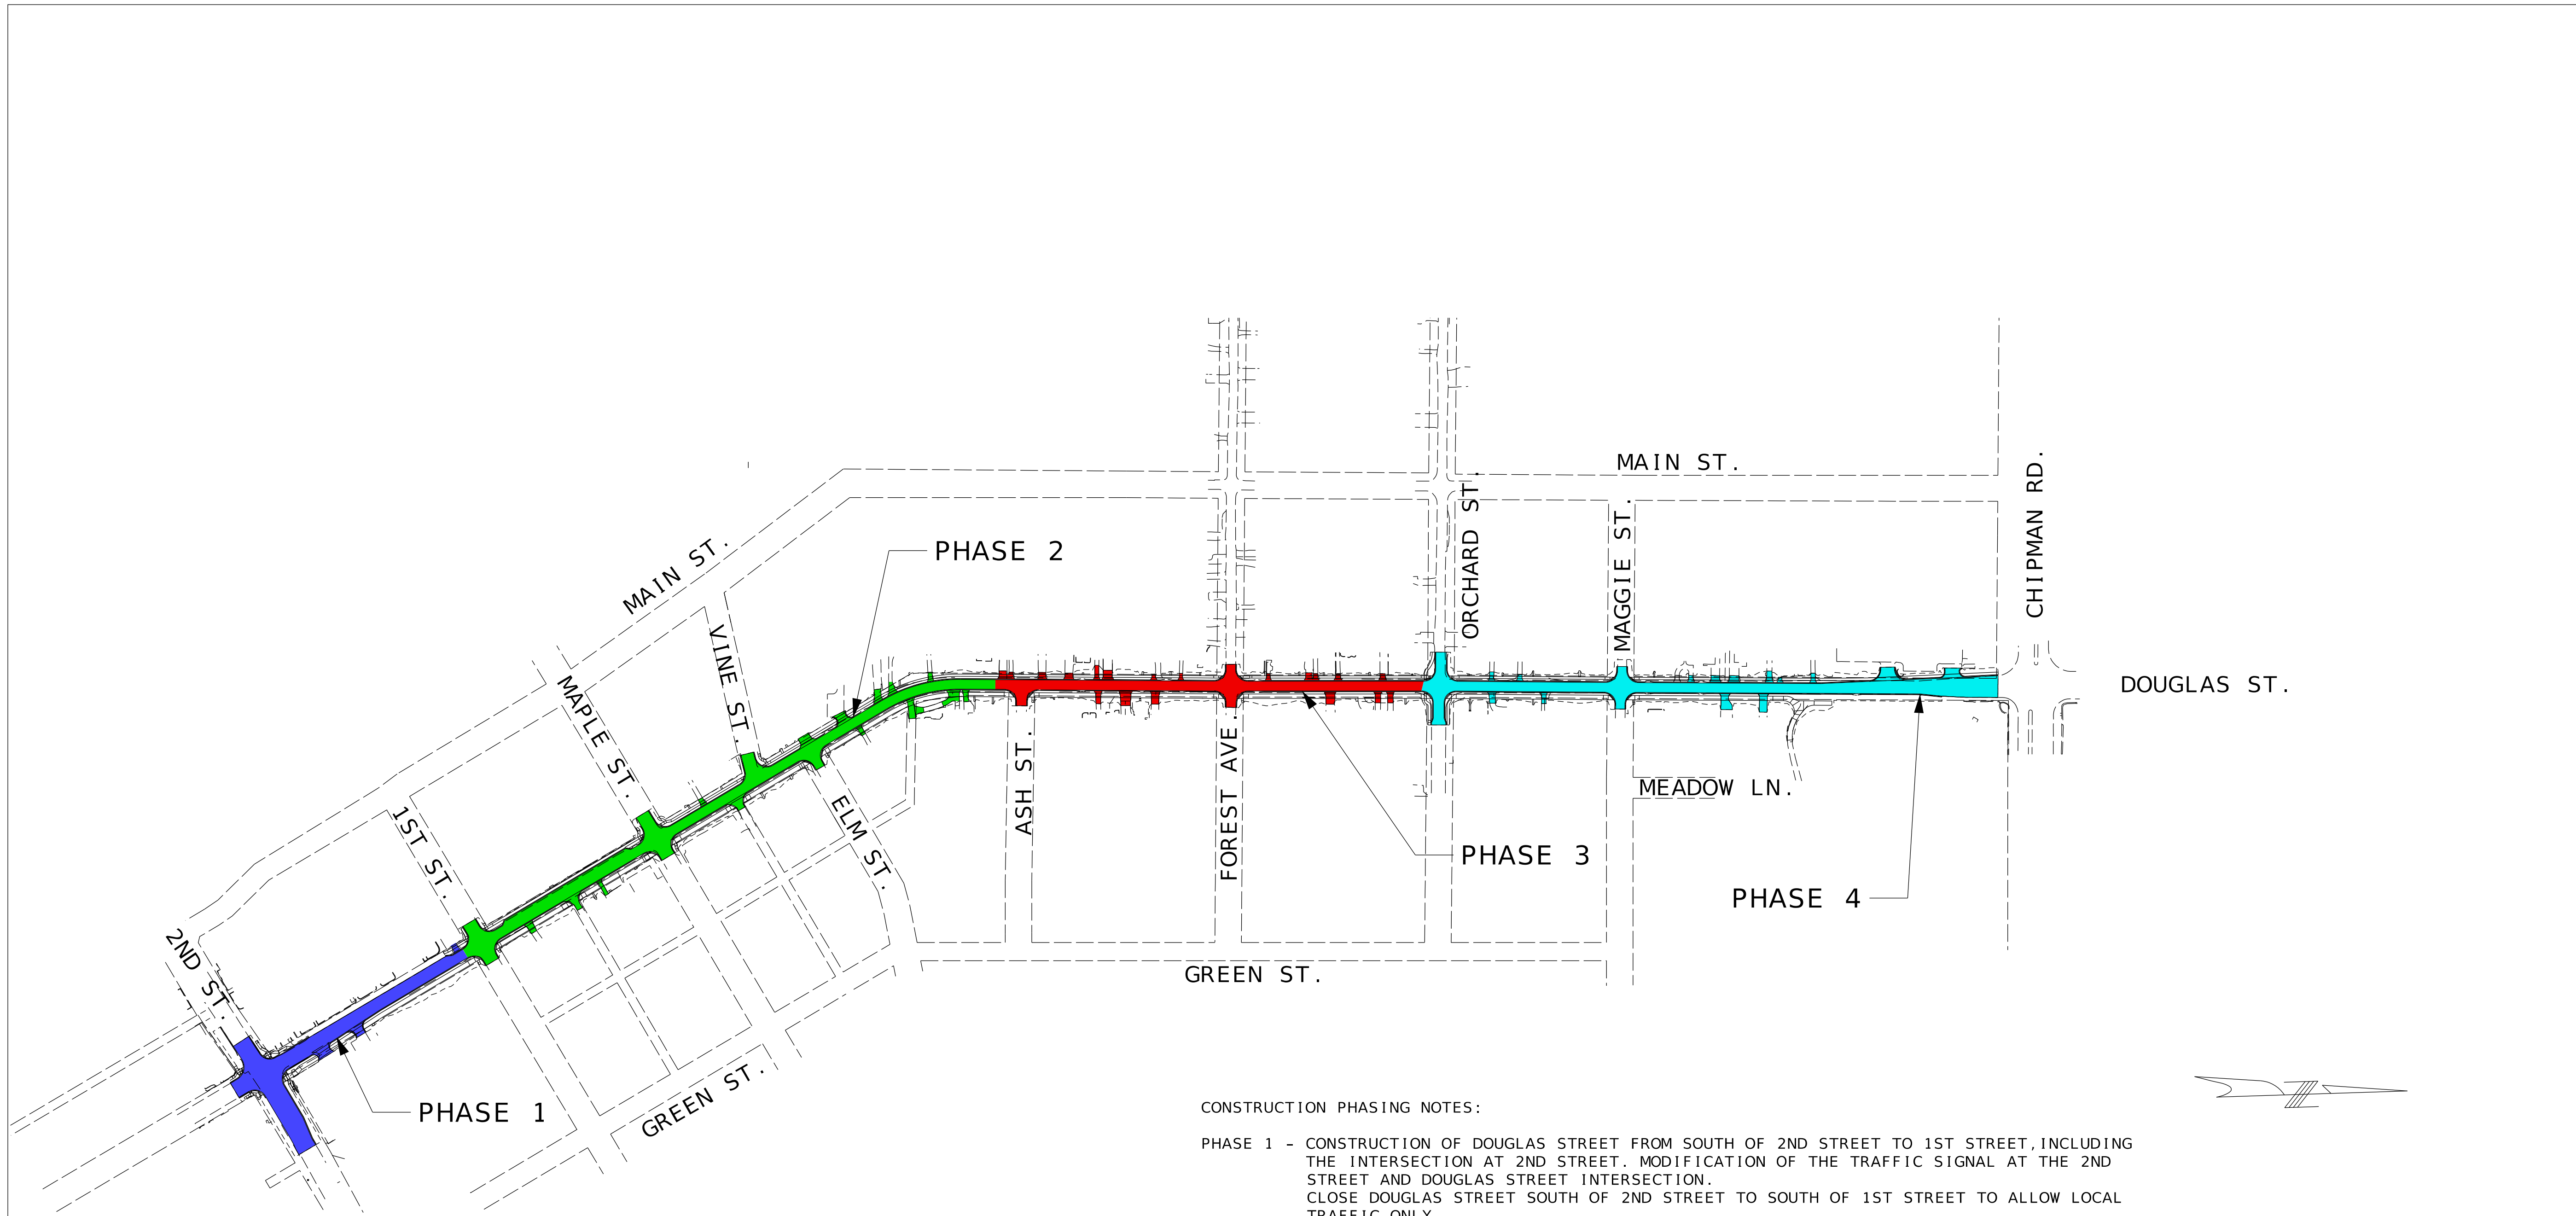 MAIN ST.
CHIPMAN RD.
ORCHARD ST.
MAGGIE ST.
PHASE 2
MAIN ST.
VINE ST.
MAPLE ST.
DOUGLAS ST.
ASH ST.
FOREST AVE.
MEADOW LN.
ELM ST.
1ST ST.
PHASE 3
PHASE 4
2ND ST.
GREEN ST.
PHASE 1
GREEN ST.
CONSTRUCTION PHASING NOTES:
PHASE 1 - CONSTRUCTION OF DOUGLAS STREET FROM SOUTH OF 2ND STREET TO 1ST STREET, INCLUDING
THE INTERSECTION AT 2ND STREET. MODIFICATION OF THE TRAFFIC SIGNAL AT THE 2ND
STREET AND DOUGLAS STREET INTERSECTION.
CLOSE DOUGLAS STREET SOUTH OF 2ND STREET TO SOUTH OF 1ST STREET TO ALLOW LOCAL
TRAFFIC ONLY